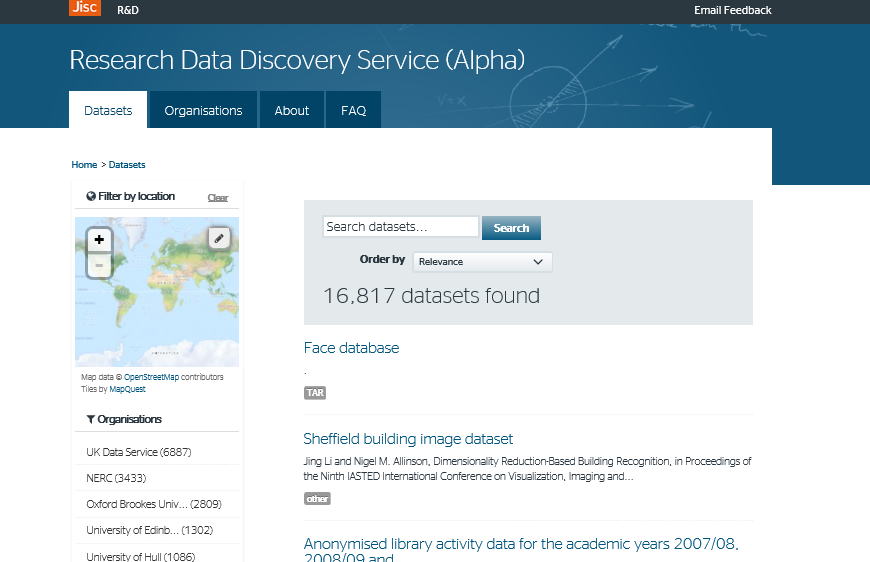 Jisc R&D Email Feedback
Research Data Discovery Service (Alpha)
Datasets Organisations About FAQ
Home > Datasets
Filter by location Clear
+
-
Map data © OpenStreetMap contributors
Tiles by MapQuest
Organisations
UK Data Service (6887)
NERC (3433)
Oxford Brookes Univ... (2809)
University of Edinb... (1302)
University of Hull (1086)
Search datasets... Search
Order by Relevance
16,817 datasets found
Face database
.
TAR
Sheffield building image dataset
Jing Li and Nigel M. Allinson, Dimensionality Reduction-Based Building Recognition, in Proceedings of
the Ninth IASTED International Conference on Visualization, Imaging and...
other
Anonymised library activity data for the academic years 2007/08,
2008/09 and